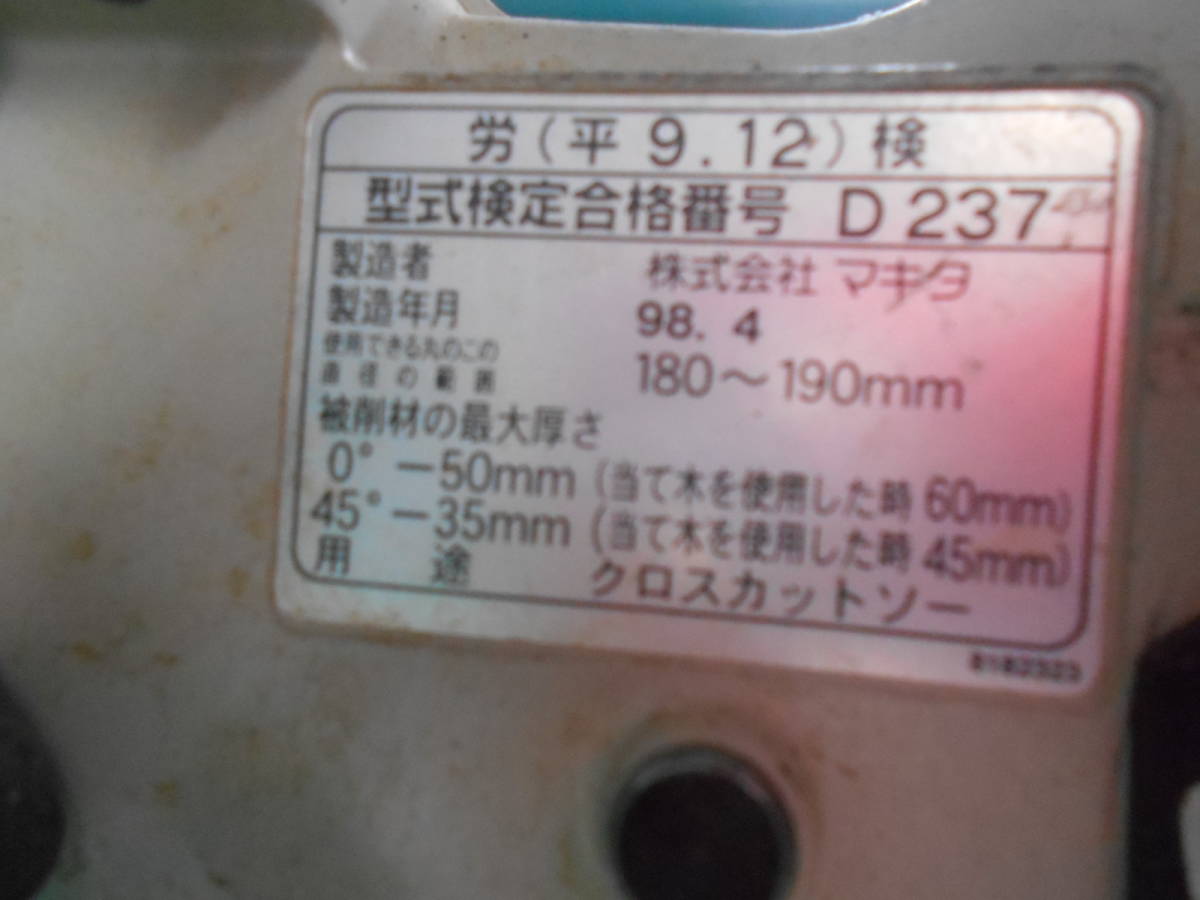 労(平 9.12)検
型式検定合格番号 D237
製造者 株式会社 マキタ
製造年月 98.4
使用できる丸のこの
直径の範囲 180～190mm
被削材の最大厚さ
0°－50mm (当て木を使用した時 60mm)
45°－35mm (当て木を使用した時 45mm)
用途 クロスカットソー